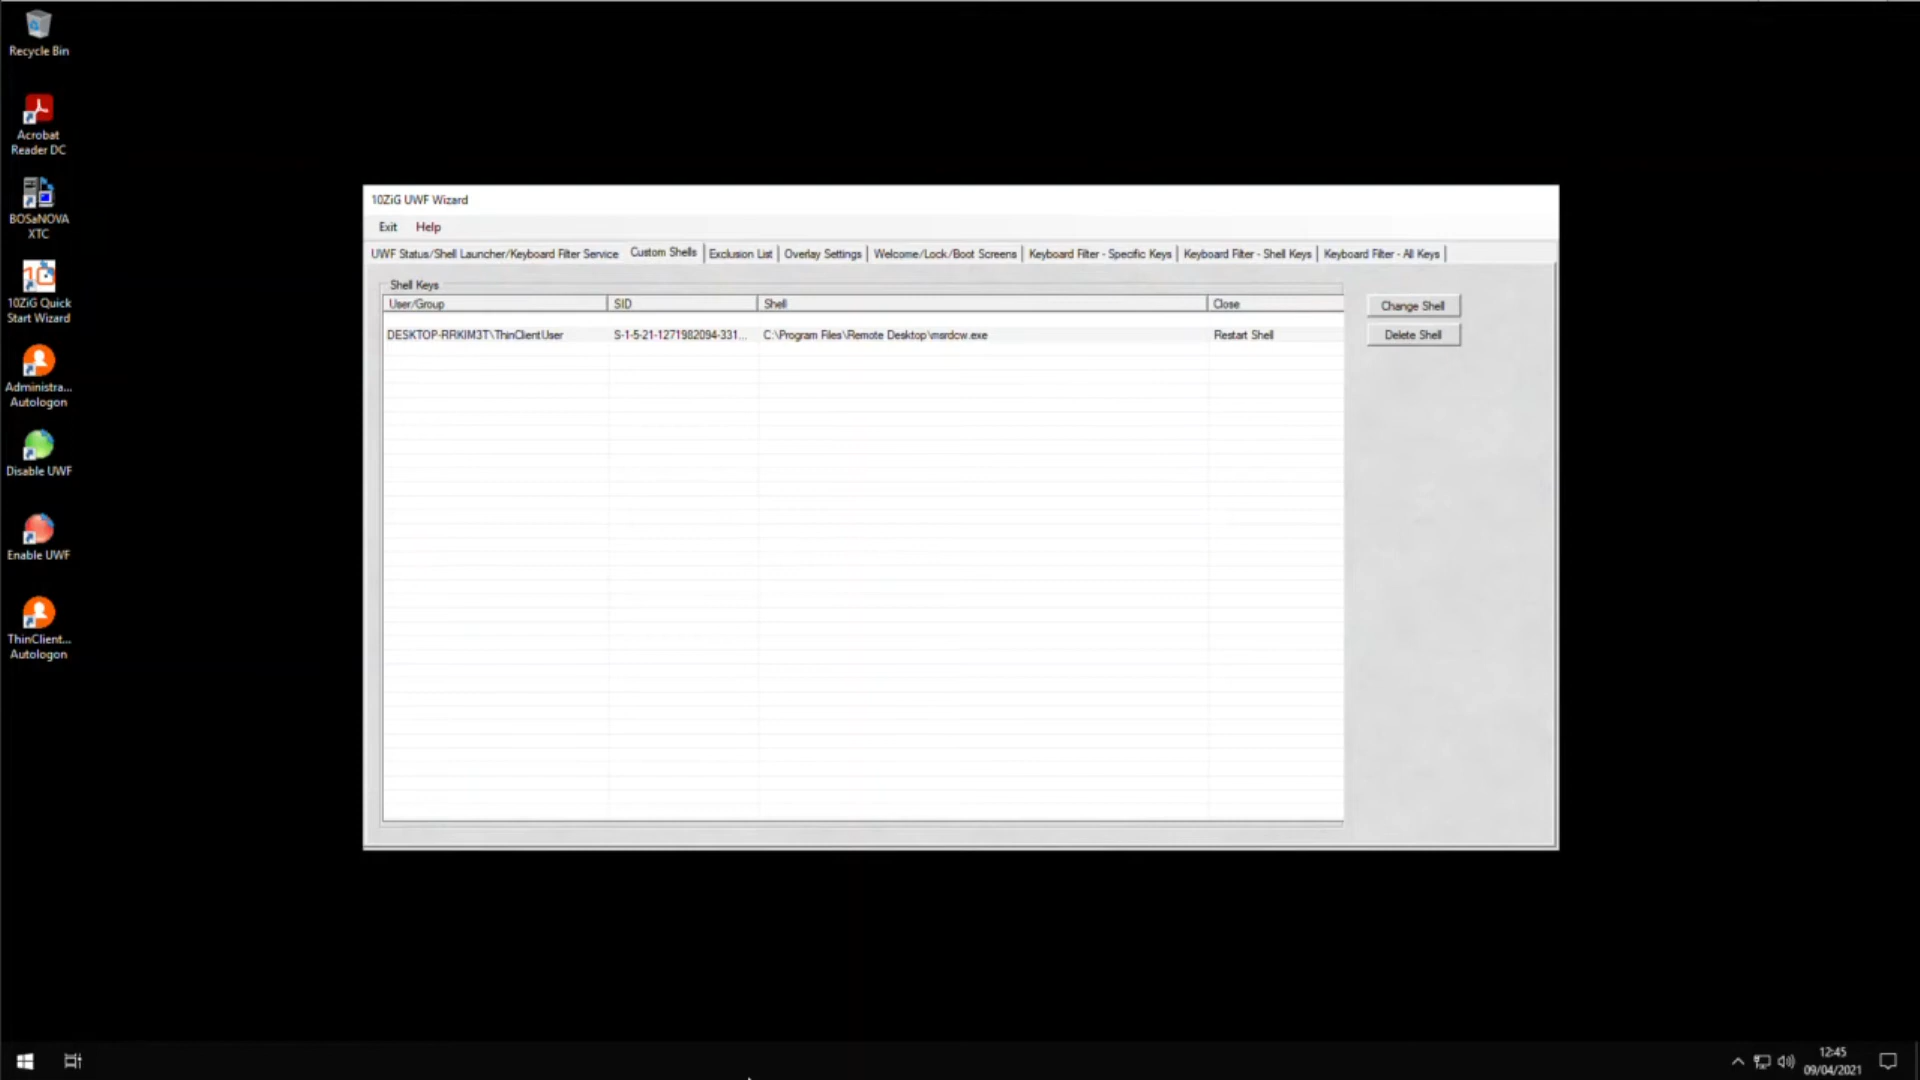 Recycle Bin
Acrobat
Reader DC
BOSaNOVA
XTC
10ZiG Quick
Start Wizard
Administra...
Autologon
Disable UWF
Enable UWF
ThinClient...
Autologon
10ZiG UWF Wizard
Exit Help
UWF Status/Shell Launcher/Keyboard Filter Service Custom Shells Exclusion List Overlay Settings Welcome/Lock/Boot Screens Keyboard Filter - Specific Keys Keyboard Filter - Shell Keys Keyboard Filter - All Keys
Shell Keys
User/Group SID Shell Close
DESKTOP-RRKIM3T\ThinClientUser S-1-5-21-1271982094-331... C:\Program Files\Remote Desktop\msrdcw.exe Restart Shell
Change Shell
Delete Shell
12:45
09/04/2021